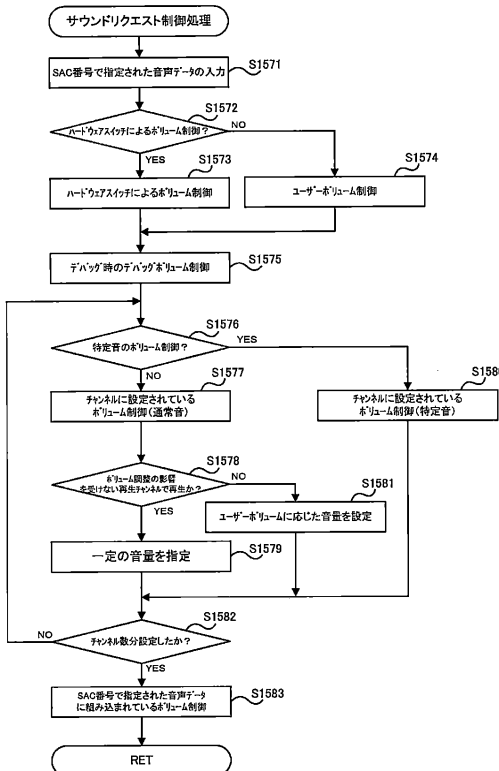 サウンドリクエスト制御処理
S1571
SAC番号で指定された音声データの入力
S1572
ハードウェアスイッチによるボリューム制御?
NO
YES
S1573
S1574
ハードウェアスイッチによるボリューム制御
ユーザーボリューム制御
S1575
デバッグ時のデバッグボリューム制御
S1576
特定音のボリューム制御?
YES
NO
S1577
S158
チャンネルに設定されている
ボリューム制御(通常音)
チャンネルに設定されている
ボリューム制御(特定音)
S1578
ボリューム調整の影響
を受けない再生チャンネルで再生か?
NO
YES
S1581
ユーザーボリュームに応じた音量を設定
S1579
一定の音量を指定
S1582
NO
チャンネル数分設定したか?
YES
S1583
SAC番号で指定された音声データ
に組み込まれているボリューム制御
RET